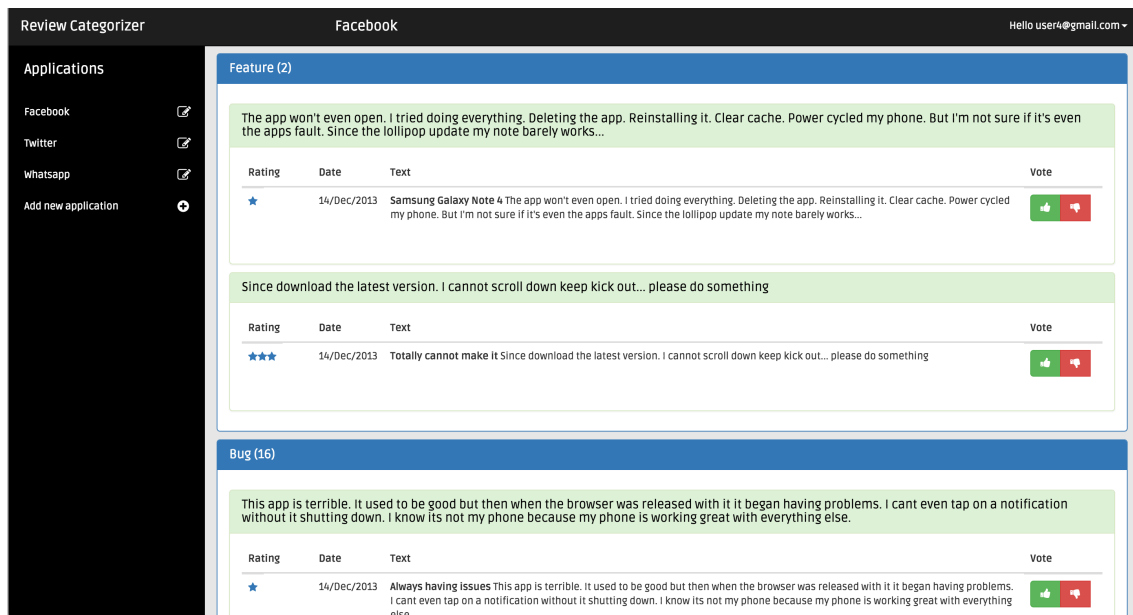 Review Categorizer
Facebook
Hello user4@gmail.com
Applications
Facebook
Twitter
Whatsapp
Add new application
Feature (2)
The app won't even open. I tried doing everything. Deleting the app. Reinstalling it. Clear cache. Power cycled my phone. But I'm not sure if it's even
the apps fault. Since the lollipop update my note barely works...
Rating Date Text Vote
14/Dec/2013 Samsung Galaxy Note 4 The app won't even open. I tried doing everything. Deleting the app. Reinstalling it. Clear cache. Power cycled
my phone. But I'm not sure if it's even the apps fault. Since the lollipop update my note barely works...
Since download the latest version. I cannot scroll down keep kick out... please do something
Rating Date Text Vote
14/Dec/2013 Totally cannot make it Since download the latest version. I cannot scroll down keep kick out... please do something
Bug (16)
This app is terrible. It used to be good but then when the browser was released with it it began having problems. I cant even tap on a notification
without it shutting down. I know its not my phone because my phone is working great with everything else.
Rating Date Text Vote
14/Dec/2013 Always having issues This app is terrible. It used to be good but then when the browser was released with it it began having problems.
I cant even tap on a notification without it shutting down. I know its not my phone because my phone is working great with everything
else.